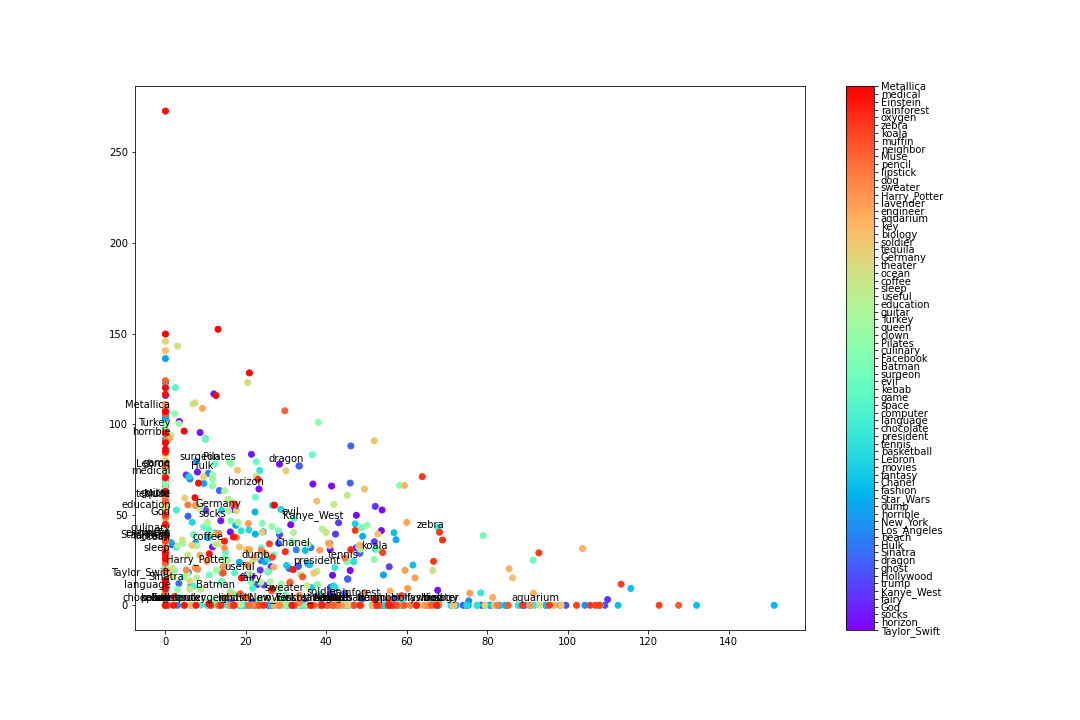 250
200
150
100
50
0
0
20
40
60
80
100
120
140
Metallica
Turkey
horrible
surgeon
Pilates
dragon
Hulk
medical
horizon
education
Germany
God
socks
evil
Kanye_West
zebra
culinary
coffee
Chanel
koala
sleep
dumb
tennis
Harry_Potter
useful
president
Taylor_Swift
Sinatra
fairy
language
Batman
sweater
soldier
rainforest
aquarium
Metallica
medical
Einstein
rainforest
oxygen
zebra
koala
muffin
neighbor
Muse
pencil
lipstick
dog
sweater
Harry_Potter
lavender
engineer
aquarium
key
biology
soldier
tequila
Germany
theater
ocean
coffee
sleep
useful
education
guitar
Turkey
queen
clown
Pilates
culinary
Facebook
Batman
surgeon
evil
kebab
game
space
computer
language
chocolate
president
tennis
basketball
Lebron
movies
fantasy
Chanel
fashion
Star_Wars
dumb
horrible
New_York
Los_Angeles
beach
Hulk
Sinatra
dragon
ghost
Hollywood
trump
Kanye_West
fairy
God
socks
horizon
Taylor_Swift